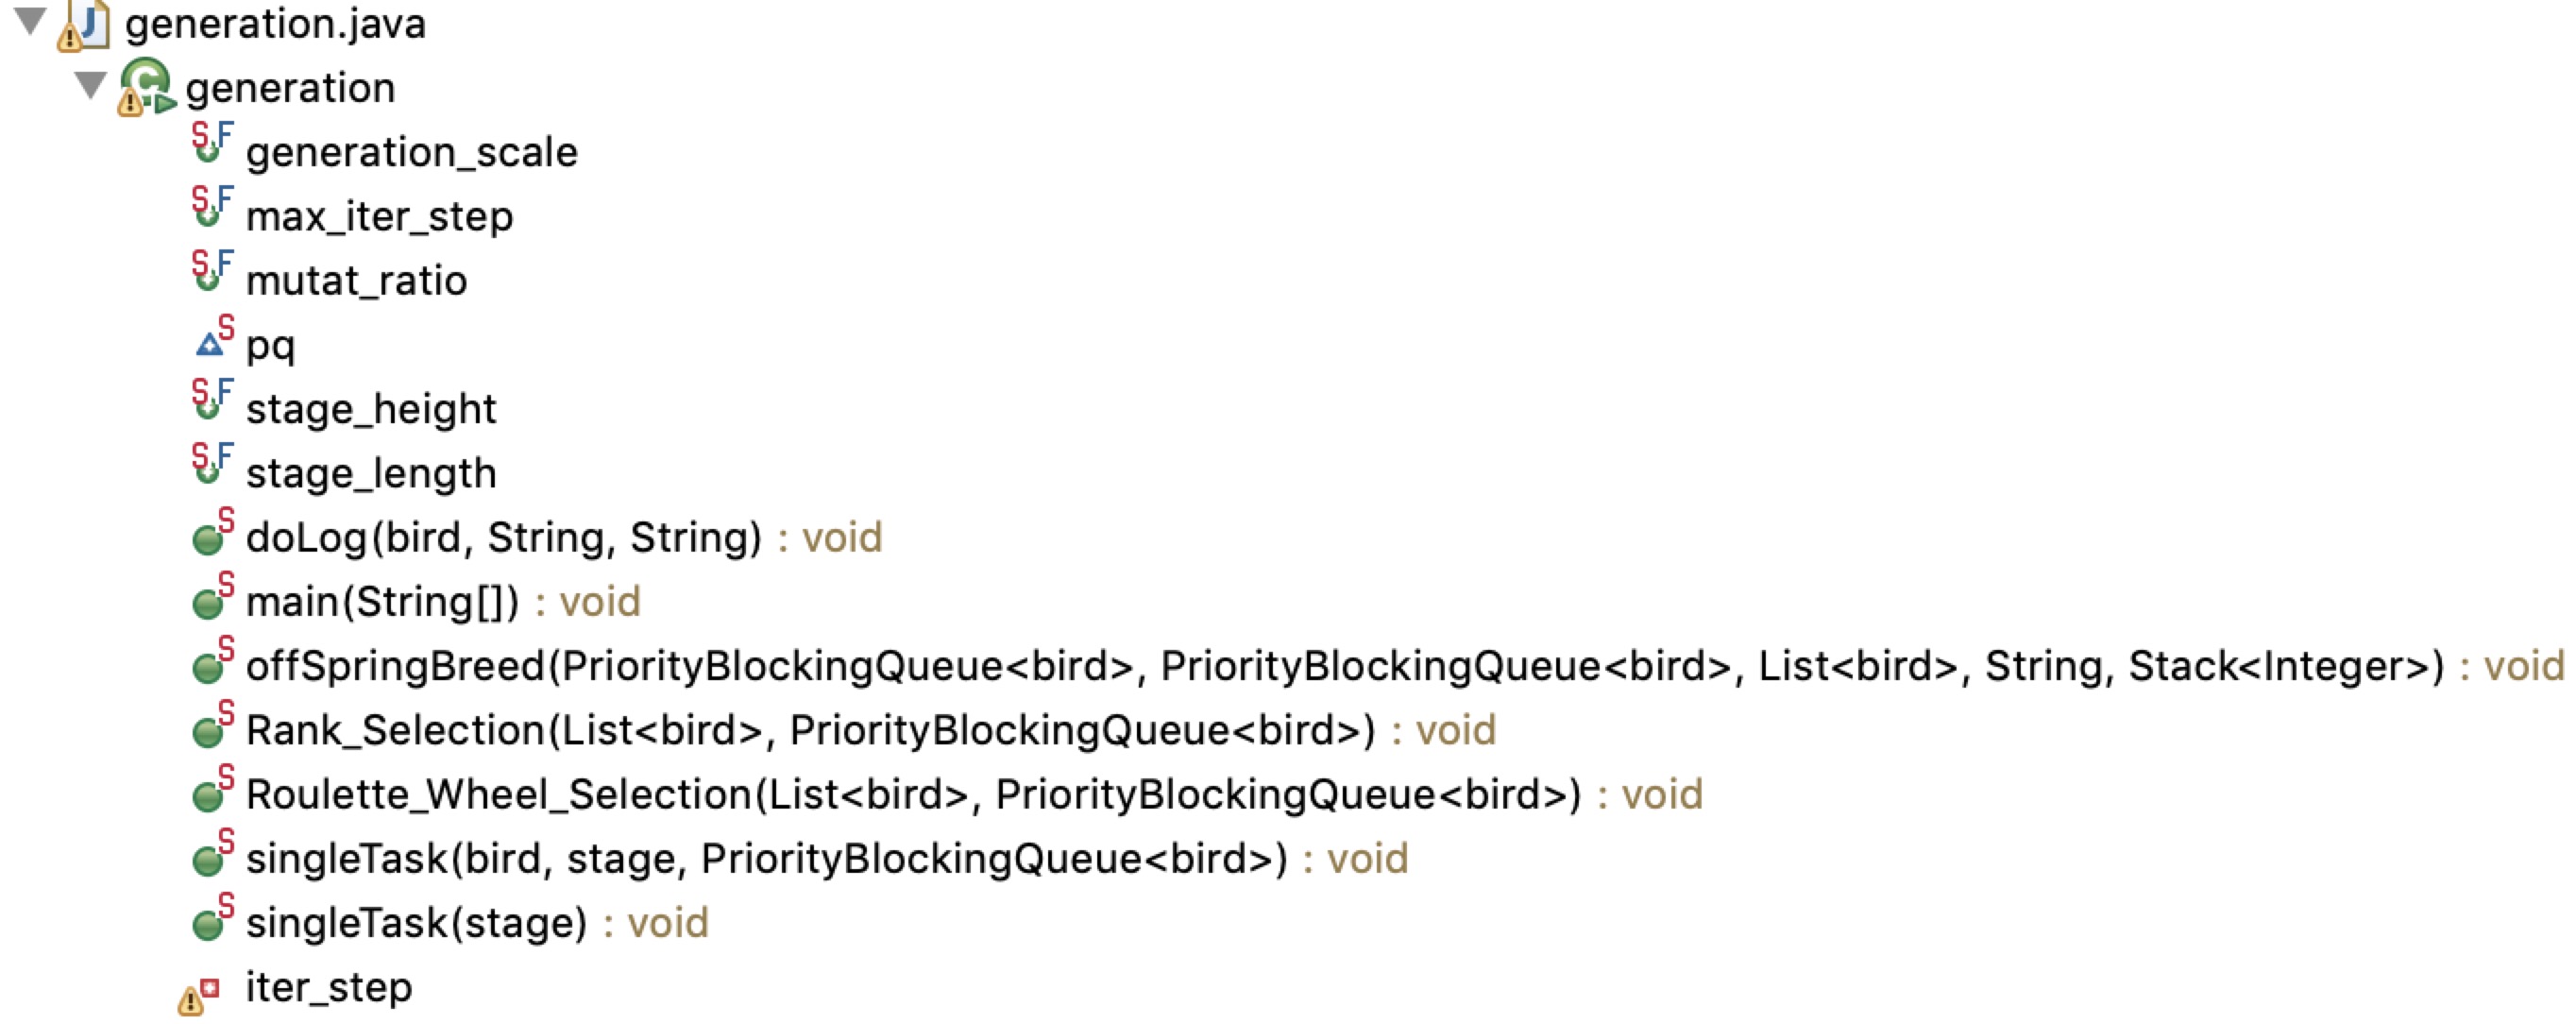 generation.java
generation
generation_scale
max_iter_step
mutat_ratio
pq
stage_height
stage_length
doLog(bird, String, String) : void
main(String[]) : void
offSpringBreed(PriorityBlockingQueue<bird>, PriorityBlockingQueue<bird>, List<bird>, String, Stack<Integer>) : void
Rank_Selection(List<bird>, PriorityBlockingQueue<bird>) : void
Roulette_Wheel_Selection(List<bird>, PriorityBlockingQueue<bird>) : void
singleTask(bird, stage, PriorityBlockingQueue<bird>) : void
singleTask(stage) : void
iter_step